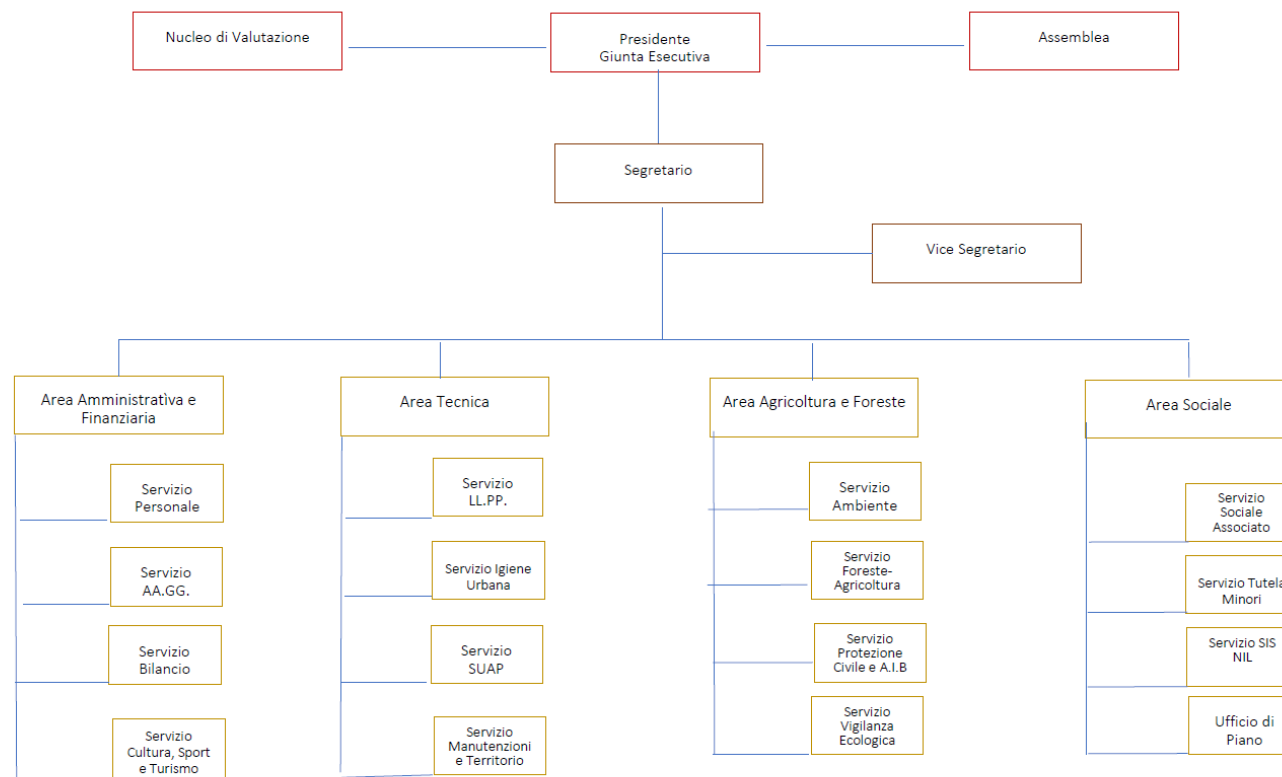 Nucleo di Valutazione
Presidente
Giunta Esecutiva
Assemblea
Segretario
Vice Segretario
Area Amministrativa e
Finanziaria
Area Tecnica
Area Agricoltura e Foreste
Area Sociale
Servizio
Personale
Servizio
AA.GG.
Servizio
Bilancio
Servizio
Cultura, Sport
e Turismo
Servizio
LL.PP.
Servizio Igiene
Urbana
Servizio
SUAP
Servizio
Manutenzioni
e Territorio
Servizio
Ambiente
Servizio
Foreste-
Agricoltura
Servizio
Protezione
Civile e A.I.B
Servizio
Vigilanza
Ecologica
Servizio
Sociale
Associato
Servizio Tutela
Minori
Servizio SIS
NIL
Ufficio di
Piano